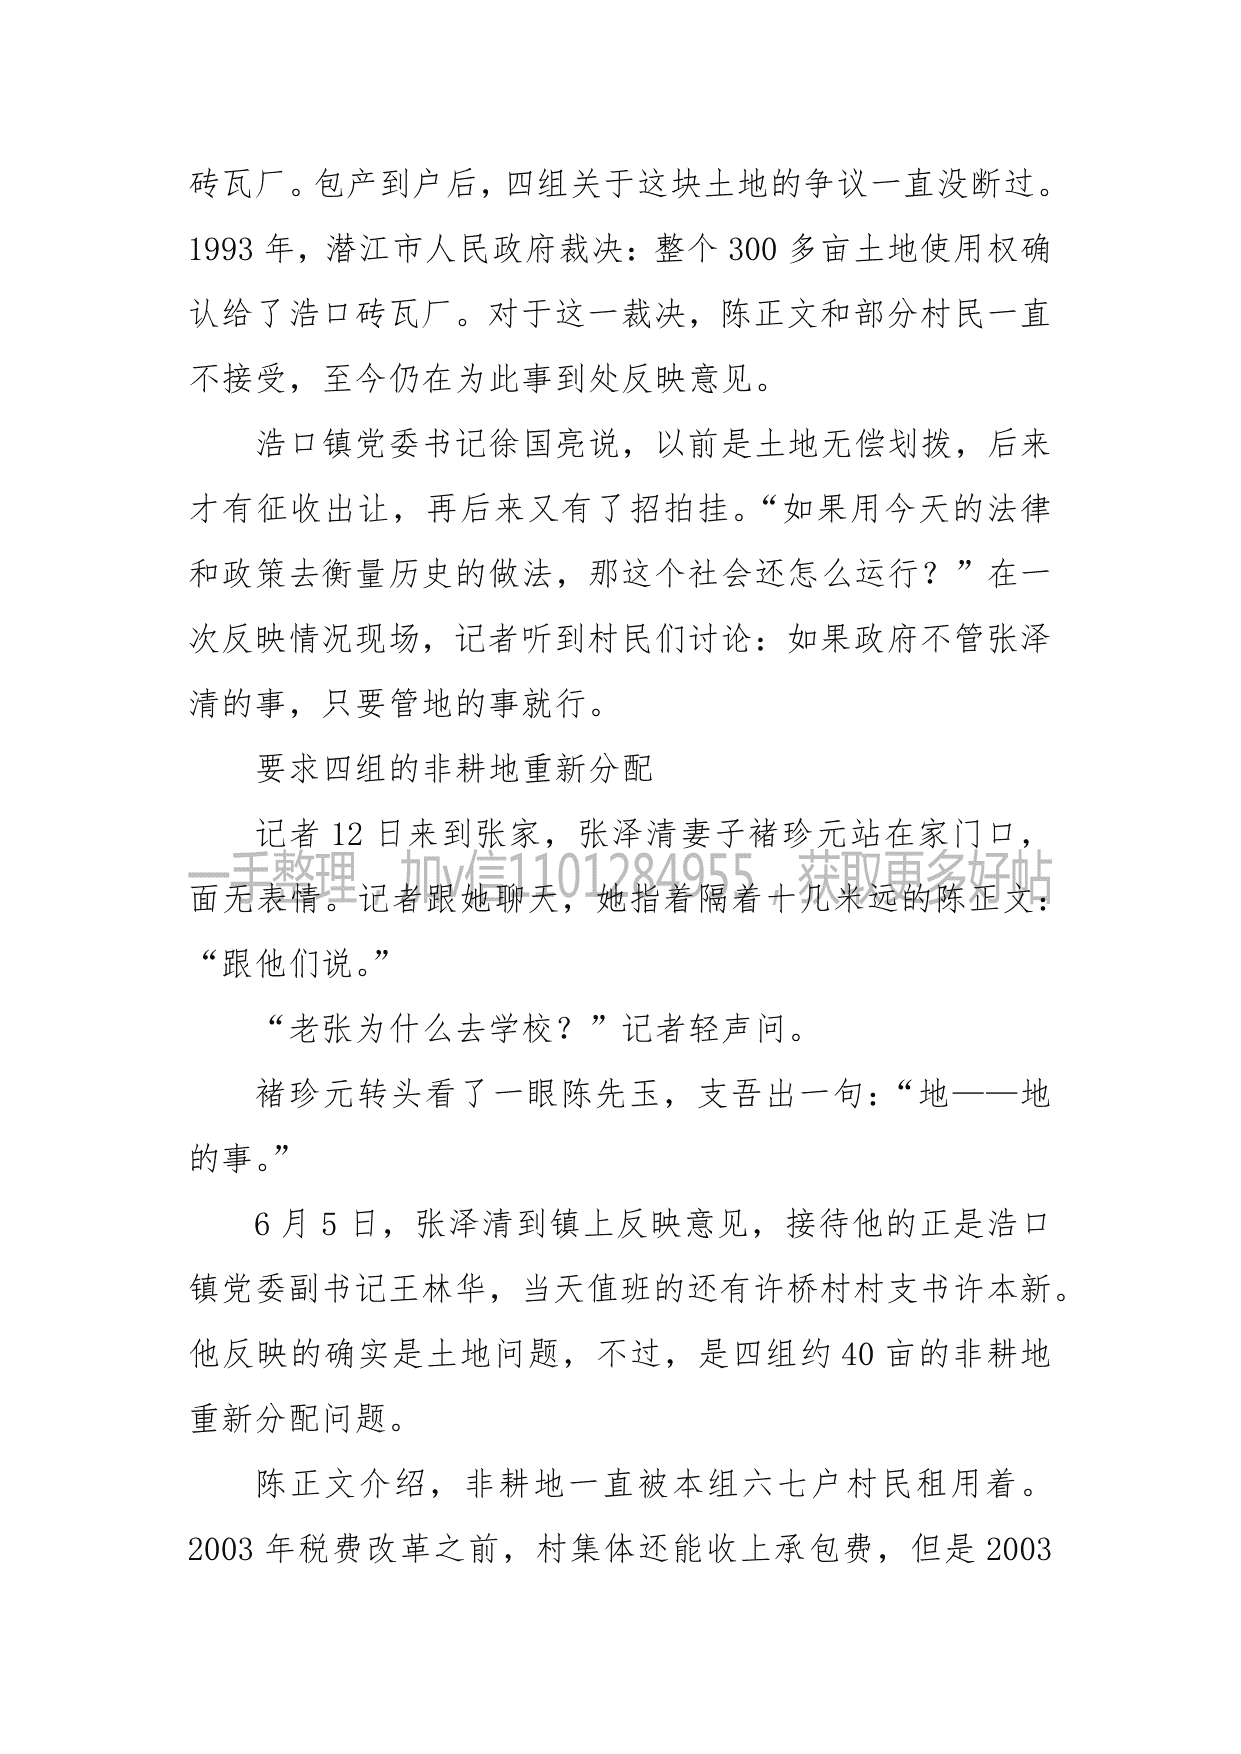 砖瓦厂。包产到户后，四组关于这块土地的争议一直没断过。
1993 年，潜江市人民政府裁决：整个 300 多亩土地使用权确
认给了浩口砖瓦厂。对于这一裁决，陈正文和部分村民一直
不接受，至今仍在为此事到处反映意见。
浩口镇党委书记徐国亮说，以前是土地无偿划拨，后来
才有征收出让，再后来又有了招拍挂。“如果用今天的法律
和政策去衡量历史的做法，那这个社会还怎么运行？”在一
次反映情况现场，记者听到村民们讨论：如果政府不管张泽
清的事，只要管地的事就行。
要求四组的非耕地重新分配
记者 12 日来到张家，张泽清妻子褚珍元站在家门口，
一手整理，加v信1101284955，获取更多好帖
面无表情。记者跟她聊天，她指着隔着十几米远的陈正文：
“跟他们说。”
“老张为什么去学校？”记者轻声问。
褚珍元转头看了一眼陈先玉，支吾出一句：“地——地
的事。”
6 月 5 日，张泽清到镇上反映意见，接待他的正是浩口
镇党委副书记王林华，当天值班的还有许桥村村支书许本新。
他反映的确实是土地问题，不过，是四组约 40 亩的非耕地
重新分配问题。
陈正文介绍，非耕地一直被本组六七户村民租用着。
2003 年税费改革之前，村集体还能收上承包费，但是 2003